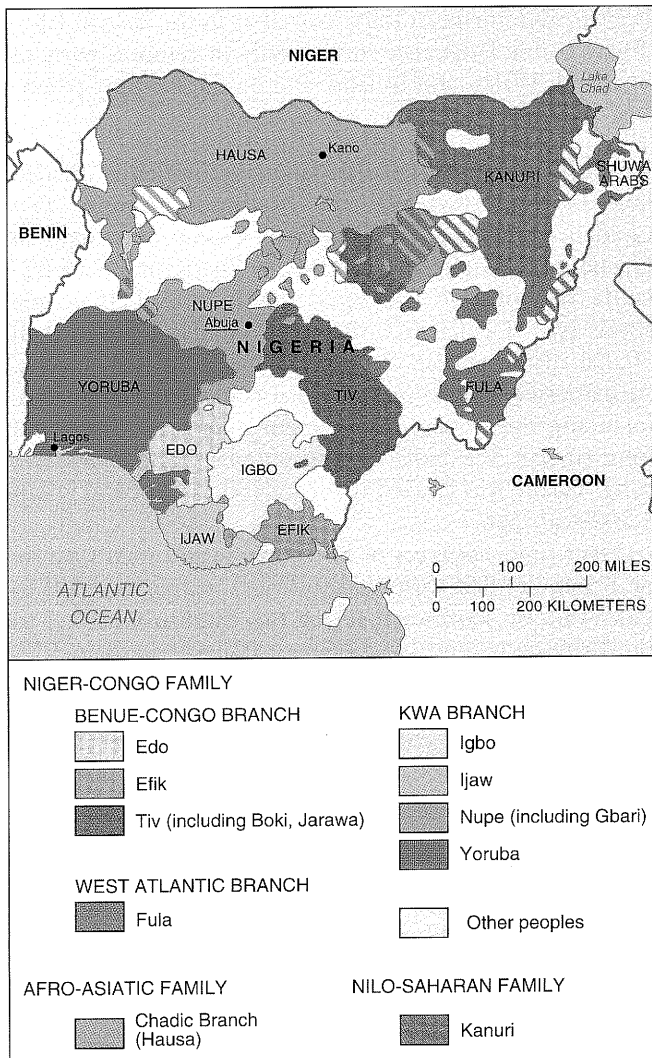 NIGER
Lake
Chad
HAUSA
Kano
KANURI
SHUWA
ARABS
BENIN
NUPE
Abuja
NIGERIA
YORUBA
TIV
FULA
Lagos
EDO
IGBO
CAMEROON
IJAW
EFIK
ATLANTIC
OCEAN
0 100 200 MILES
0 100 200 KILOMETERS
NIGER-CONGO FAMILY
BENUE-CONGO BRANCH
Edo
Efik
Tiv (including Boki, Jarawa)
KWA BRANCH
Igbo
Ijaw
Nupe (including Gbari)
Yoruba
WEST ATLANTIC BRANCH
Fula
Other peoples
AFRO-ASIATIC FAMILY
Chadic Branch
(Hausa)
NILO-SAHARAN FAMILY
Kanuri